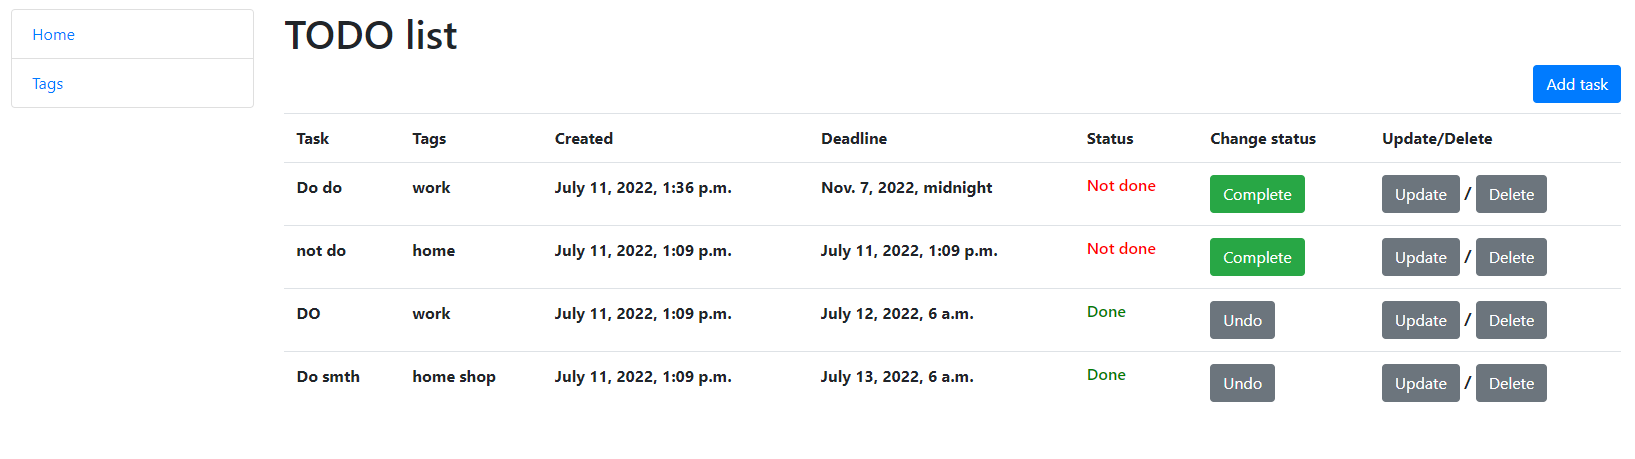 Home
Tags
TODO list
Add task
Task Tags Created Deadline Status Change status Update/Delete
Do do work July 11, 2022, 1:36 p.m. Nov. 7, 2022, midnight Not done Complete Update / Delete
not do home July 11, 2022, 1:09 p.m. July 11, 2022, 1:09 p.m. Not done Complete Update / Delete
DO work July 11, 2022, 1:09 p.m. July 12, 2022, 6 a.m. Done Undo Update / Delete
Do smth home shop July 11, 2022, 1:09 p.m. July 13, 2022, 6 a.m. Done Undo Update / Delete